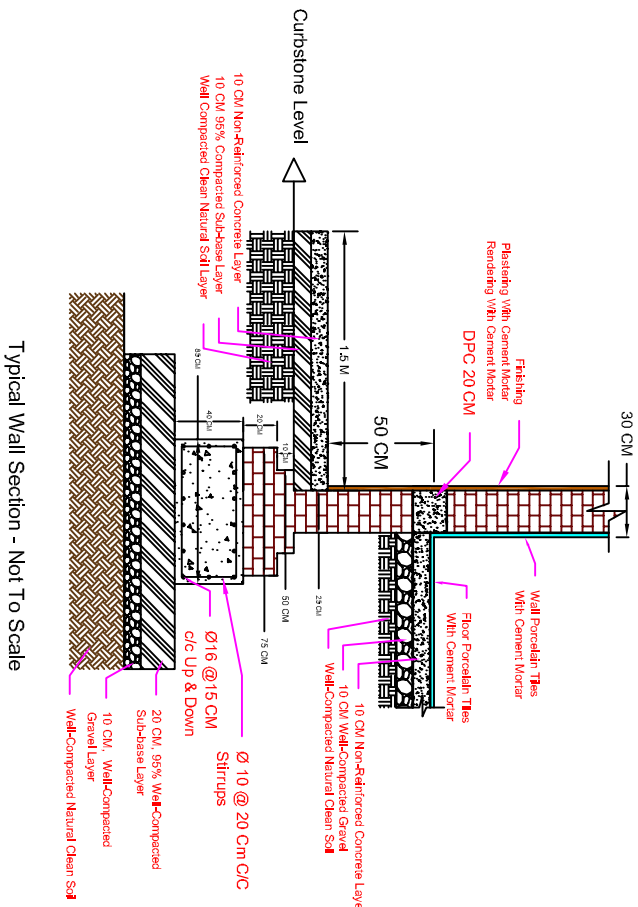 30 CM
Finishing
Plastering With Cement Mortar
Rendering With Cement Mortar
DPC 20 CM
50 CM
1.5 M
Curbstone Level
10 CM Non-Reinforced Concrete Layer
10 CM 95% Compacted Sub-base Layer
Well Compacted Clean Natural Soil Layer
Wall Porcelain Tiles
With Cement Mortar
Floor Porcelain Tiles
With Cement Mortar
10 CM Non-Reinforced Concrete Laye
10 CM Well-Compacted Gravel
Well-Compacted Natural Clean Soil
25 CM
10 CM
20 CM
50 CM
75 CM
40 CM
85 CM
Ø 10 @ 20 Cm C/C
Stirrups
Ø16 @15 CM
c/c Up & Down
20 CM, 95% Well-Compacted
Sub-base Layer
10 CM, Well-Compacted
Gravel Layer
Well-Compacted Natural Clean Soil
Typical Wall Section - Not To Scale